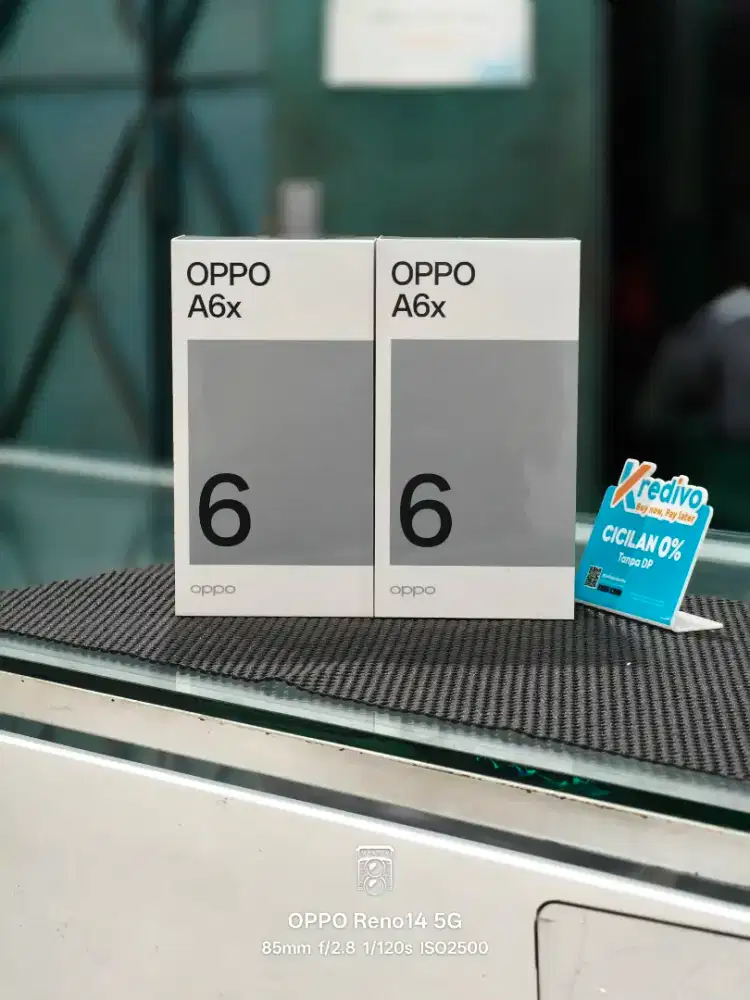 OPPO
A6x
6
oppo
OPPO
A6x
6
oppo
Kredivo
Buy now, Pay later
CICILAN 0%
Tanpa DP
OPPO Reno14 5G
85mm f/2.8 1/120s ISO2500